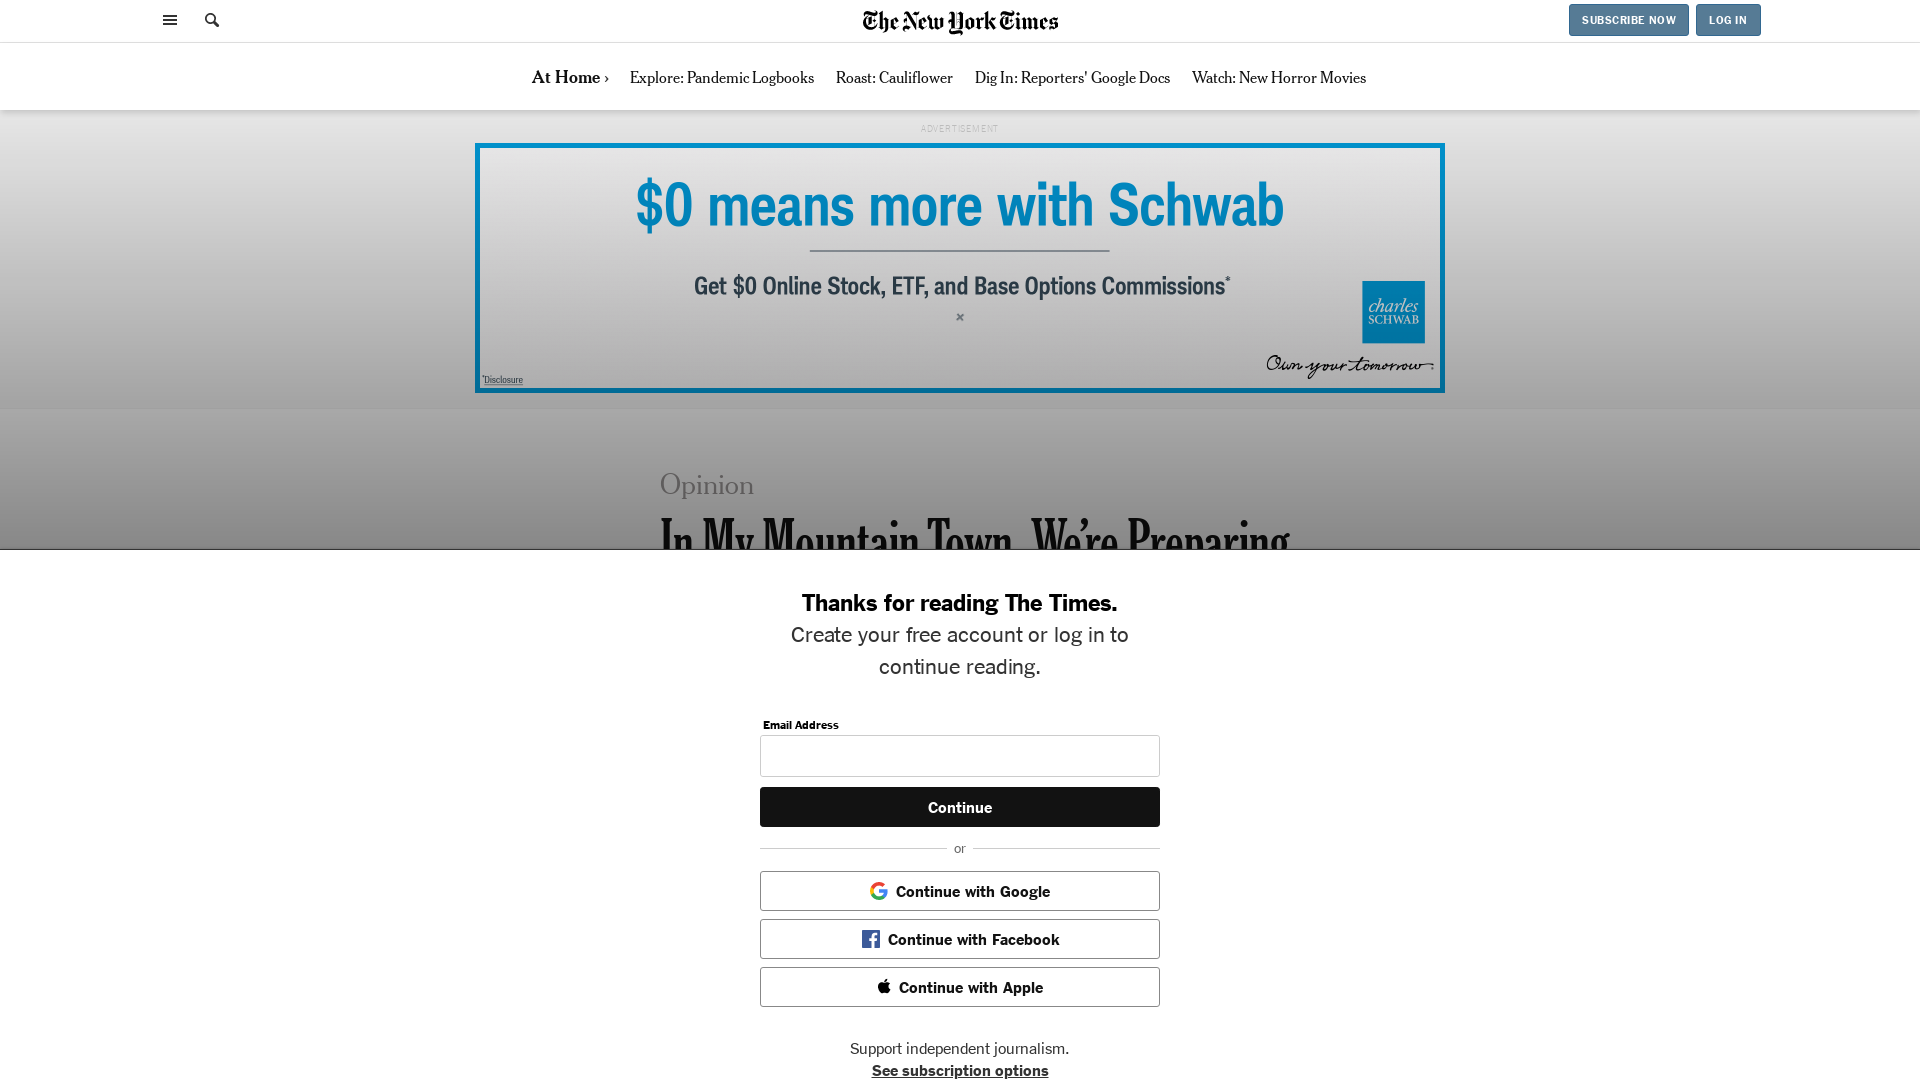 The New York Times
SUBSCRIBE NOW
LOG IN
At Home ›
Explore: Pandemic Logbooks
Roast: Cauliflower
Dig In: Reporters' Google Docs
Watch: New Horror Movies
ADVERTISEMENT
$0 means more with Schwab
Get $0 Online Stock, ETF, and Base Options Commissions*
charles
SCHWAB
Own your tomorrow.
*Disclosure
Opinion
In My Mountain Town, We're Preparing
Thanks for reading The Times.
Create your free account or log in to
continue reading.
Email Address
Continue
or
Continue with Google
Continue with Facebook
Continue with Apple
Support independent journalism.
See subscription options